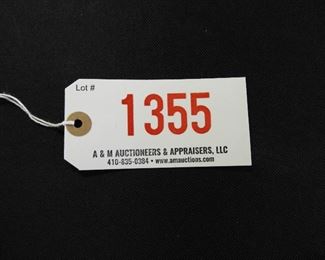 Lot #
1355
A & M AUCTIONEERS & APPRAISERS, LLC
410-835-0384 • www.amauctions.com